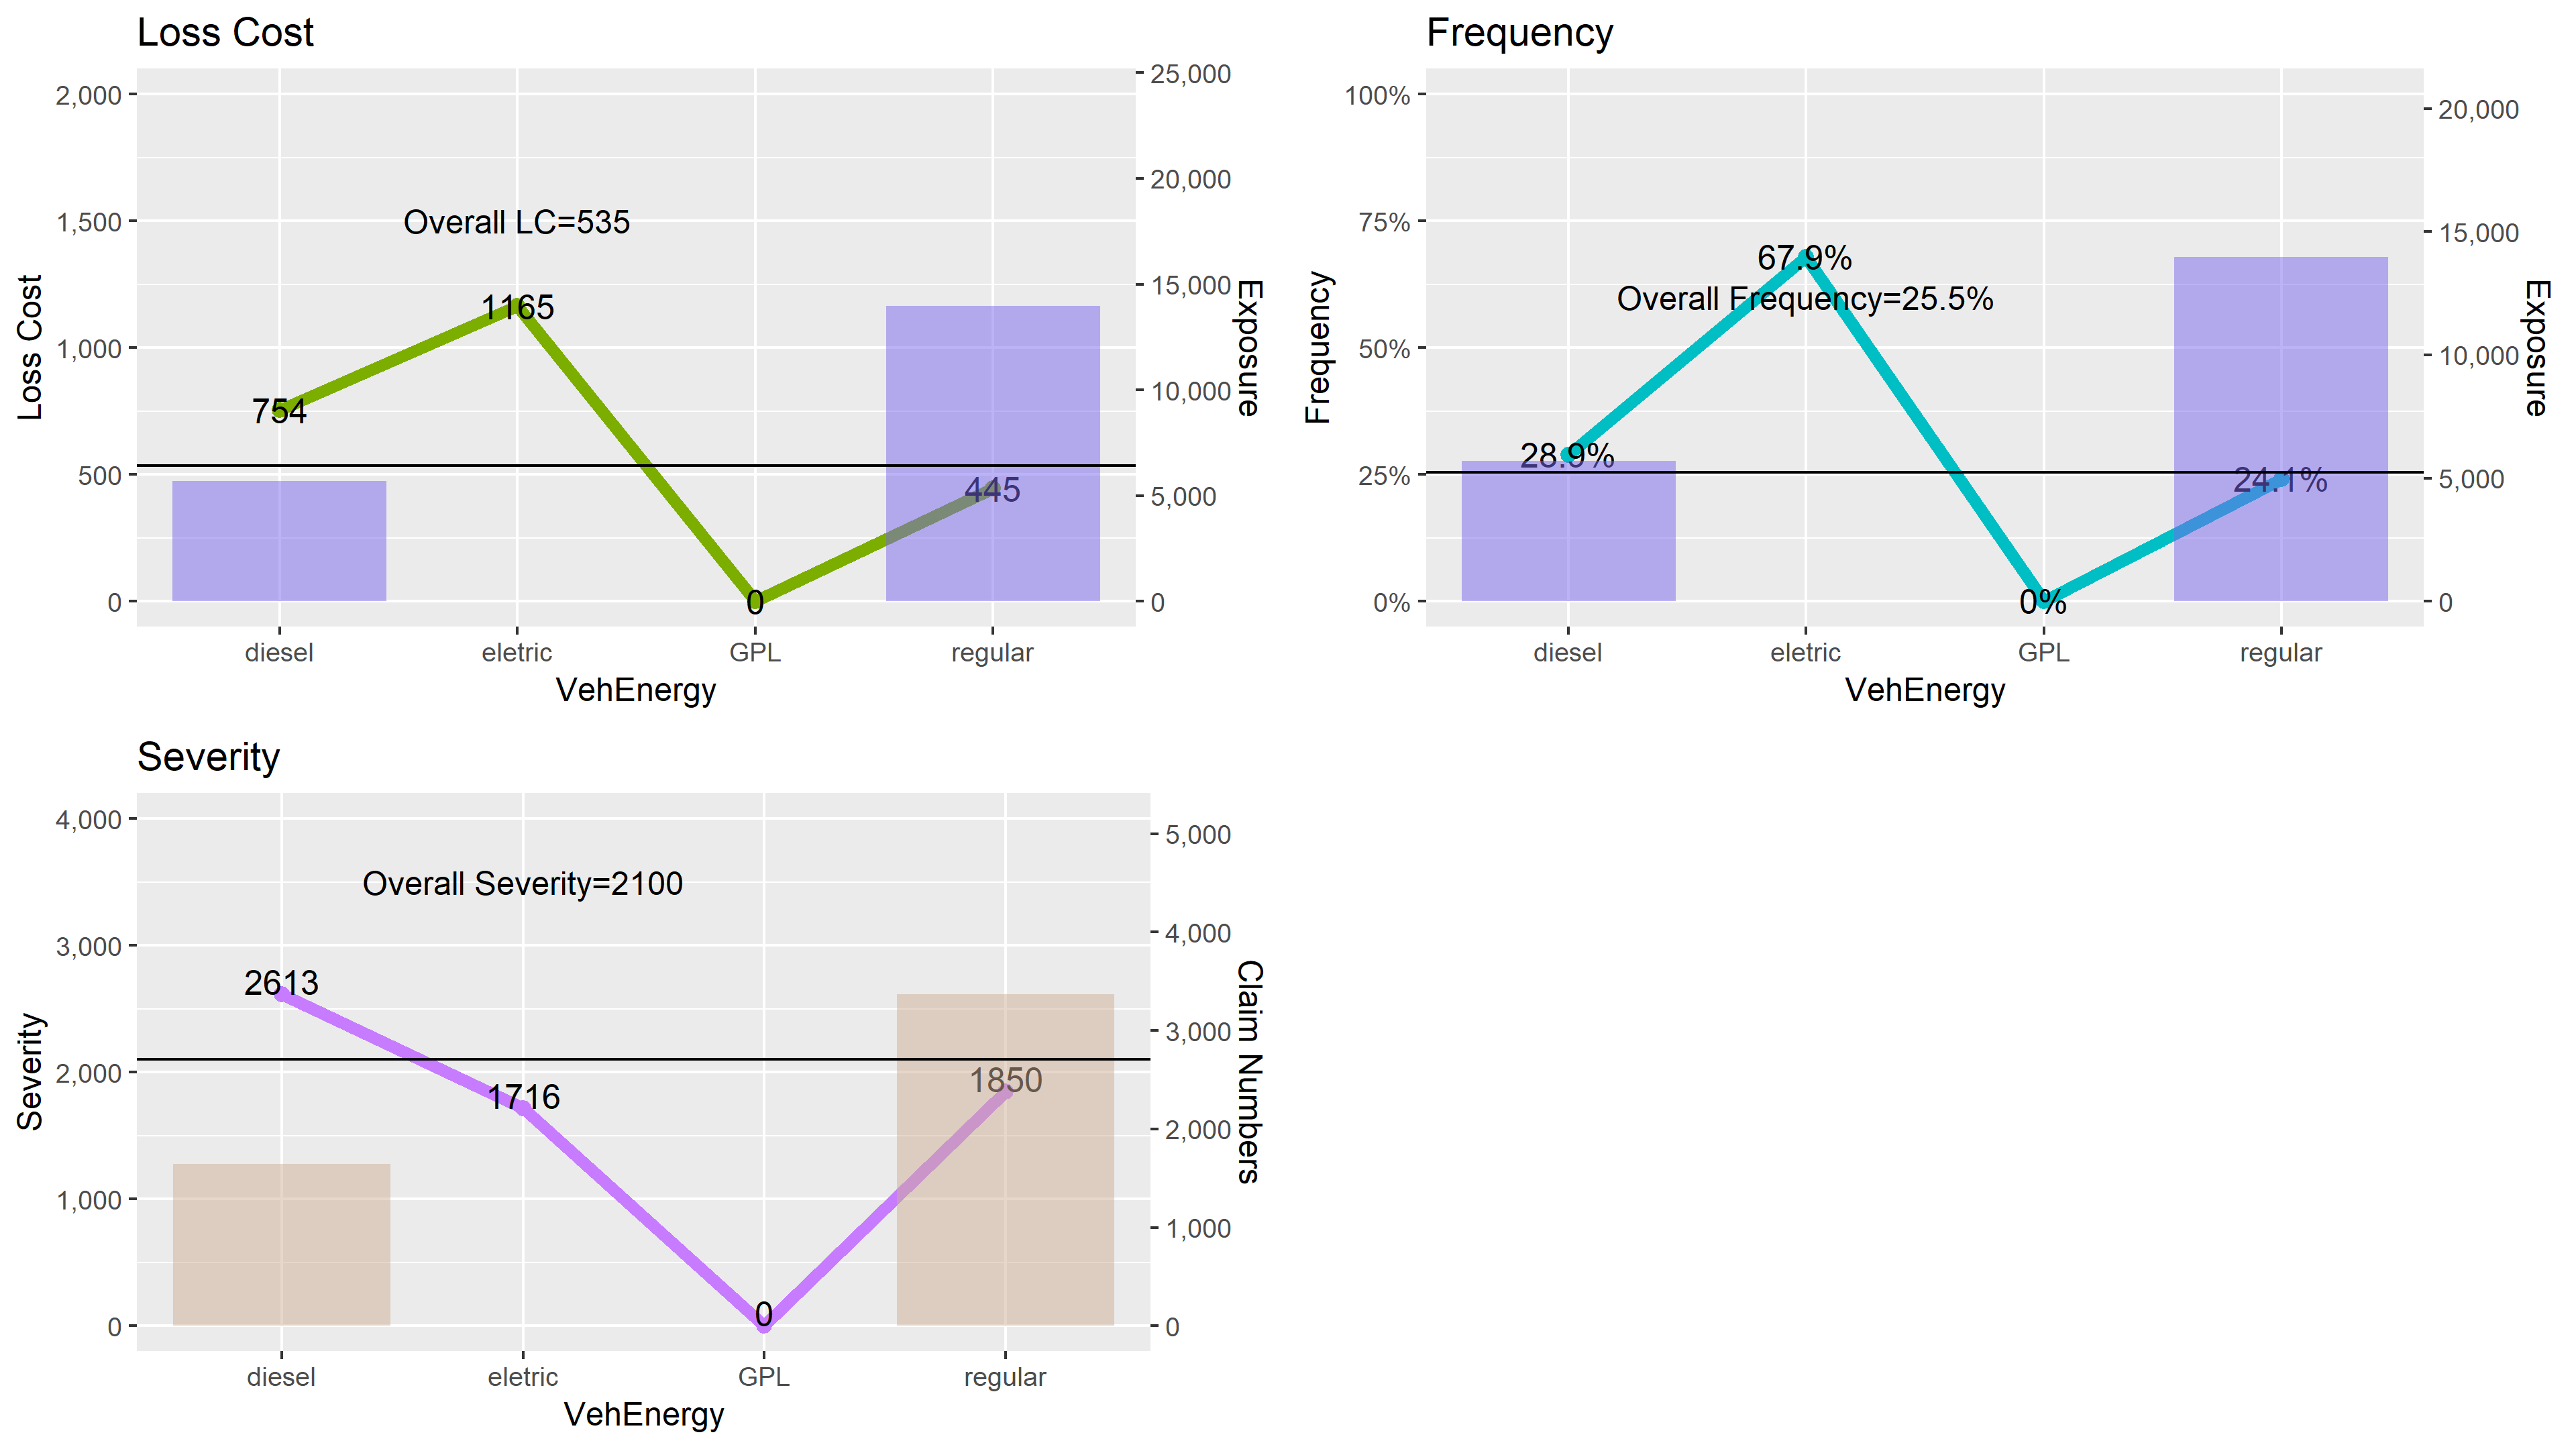 Loss Cost
2,000
1,500
1,000
500
0
Loss Cost
Overall LC=535
754
1165
0
445
25,000
20,000
15,000
10,000
5,000
0
Exposure
diesel eletric GPL regular
VehEnergy
Frequency
100%
75%
50%
25%
0%
Frequency
67.9%
Overall Frequency=25.5%
28.9%
0%
24.1%
20,000
15,000
10,000
5,000
0
Exposure
diesel eletric GPL regular
VehEnergy
Severity
4,000
3,000
2,000
1,000
0
Severity
Overall Severity=2100
2613
1716
0
1850
5,000
4,000
3,000
2,000
1,000
0
Claim Numbers
diesel eletric GPL regular
VehEnergy